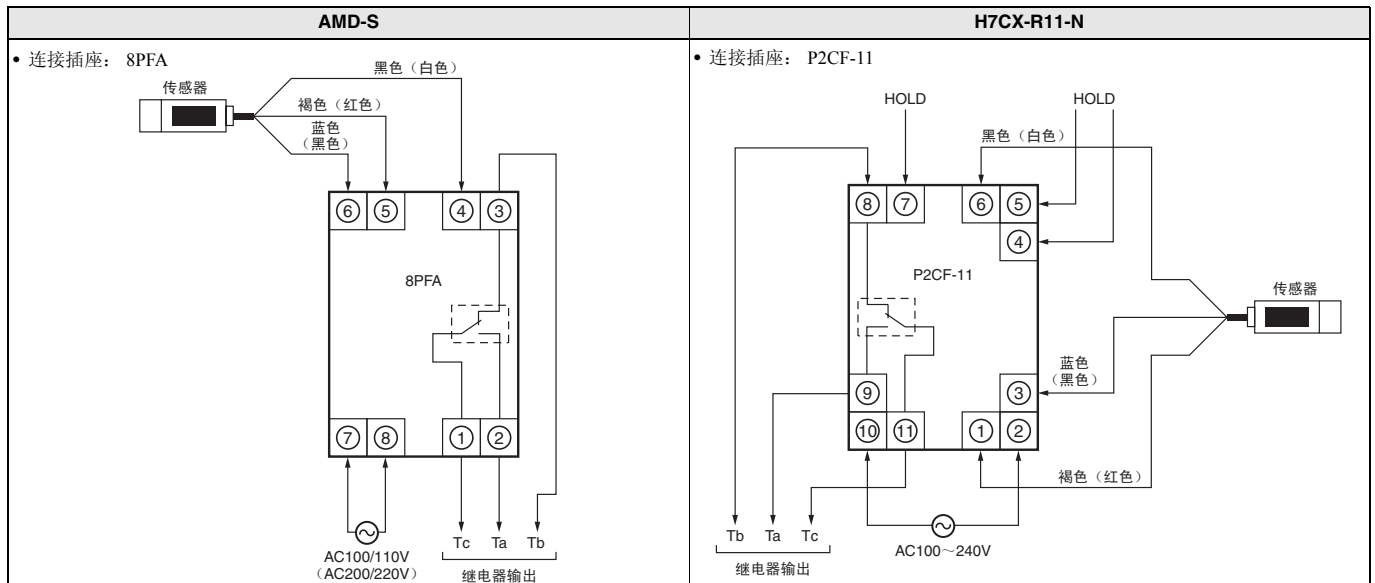 AMD-S
• 连接插座： 8PFA
传感器
黑色（白色）
褐色（红色）
蓝色
（黑色）
⑥ ⑤ ④ ③
8PFA
⑦ ⑧ ① ②
Tc Ta Tb
AC100/110V
（AC200/220V）
继电器输出
H7CX-R11-N
• 连接插座： P2CF-11
HOLD HOLD
黑色（白色）
⑧ ⑦ ⑥ ⑤
④
P2CF-11
传感器
蓝色
（黑色）
⑨ ③
⑩ ⑪ ① ②
褐色（红色）
Tb Ta Tc
AC100～240V
继电器输出